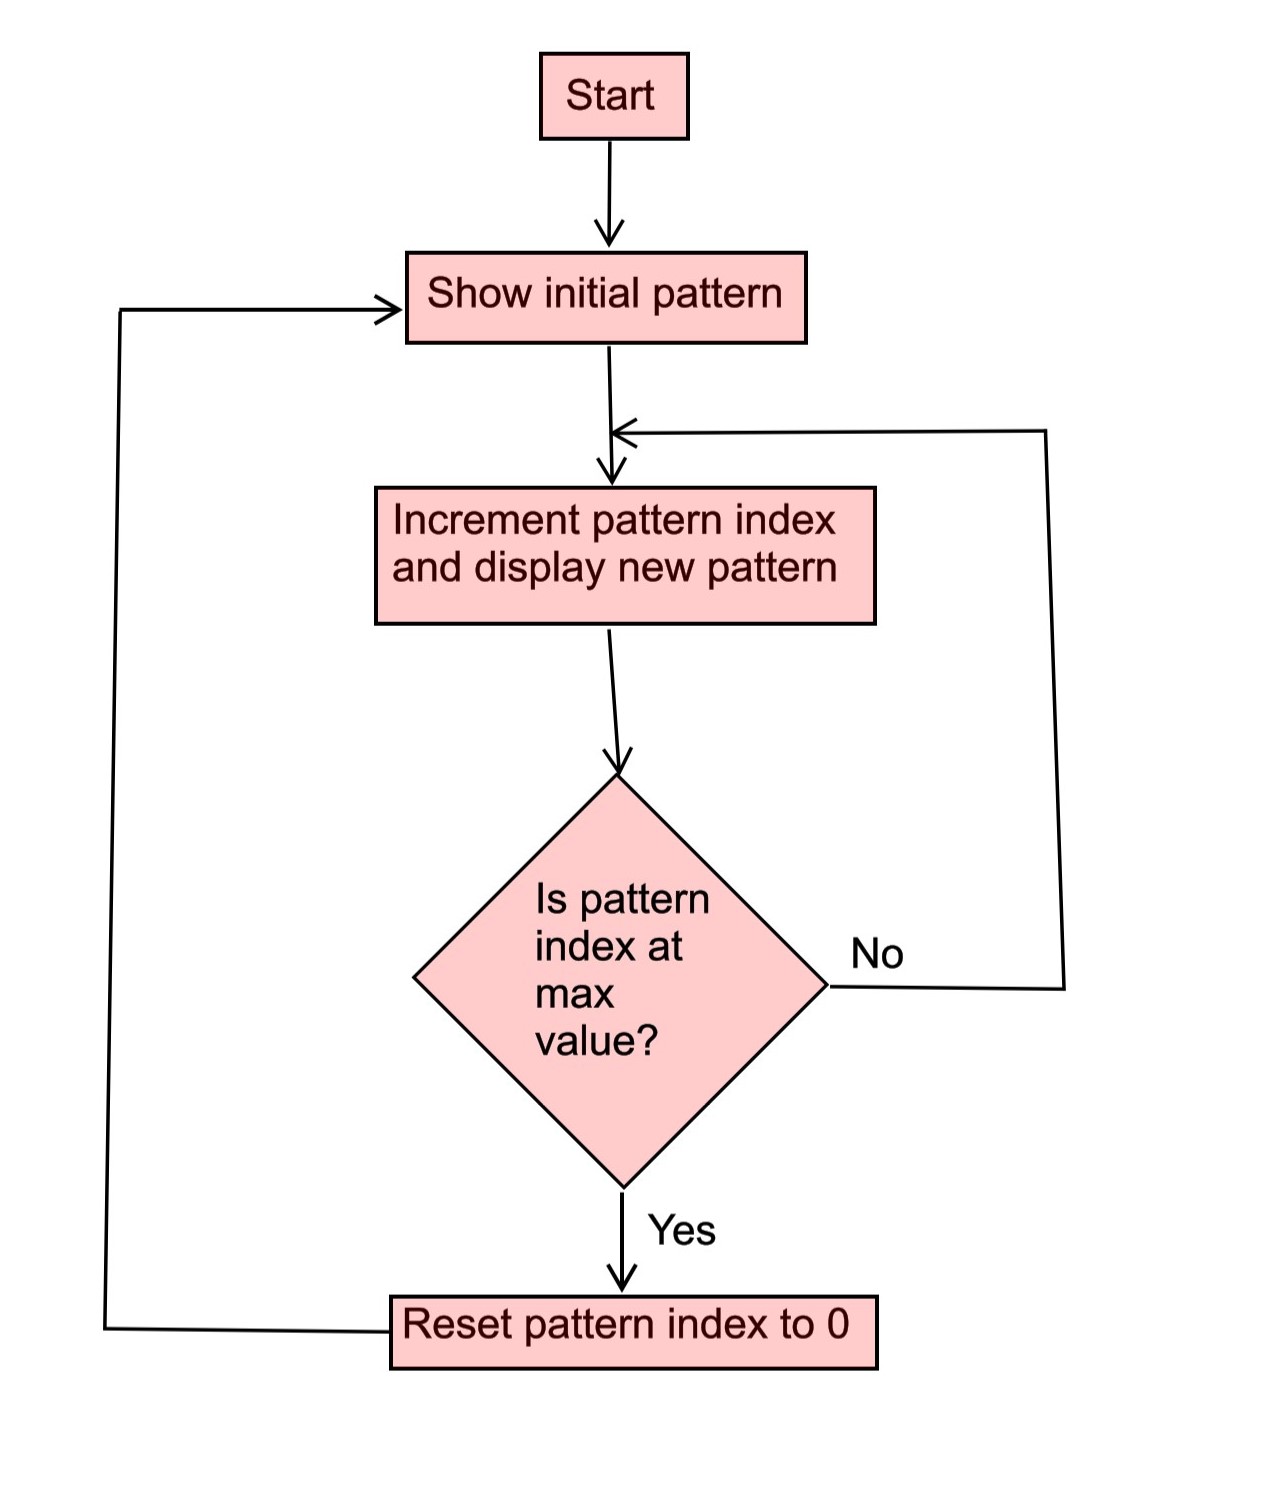 Start
Show initial pattern
Increment pattern index
and display new pattern
Is pattern
index at
max
value?
No
Yes
Reset pattern index to 0